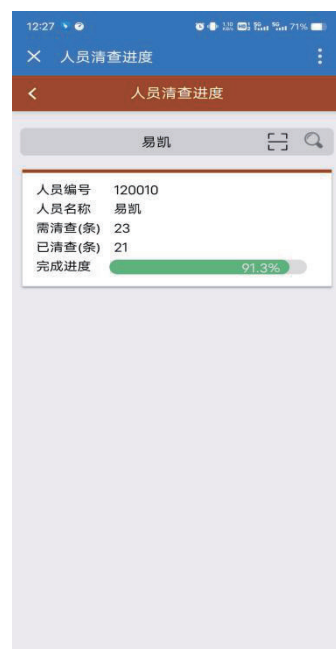 12:27
71%
人员清查进度
人员清查进度
易凯
人员编号 120010
人员名称 易凯
需清查(条) 23
已清查(条) 21
完成进度 91.3%